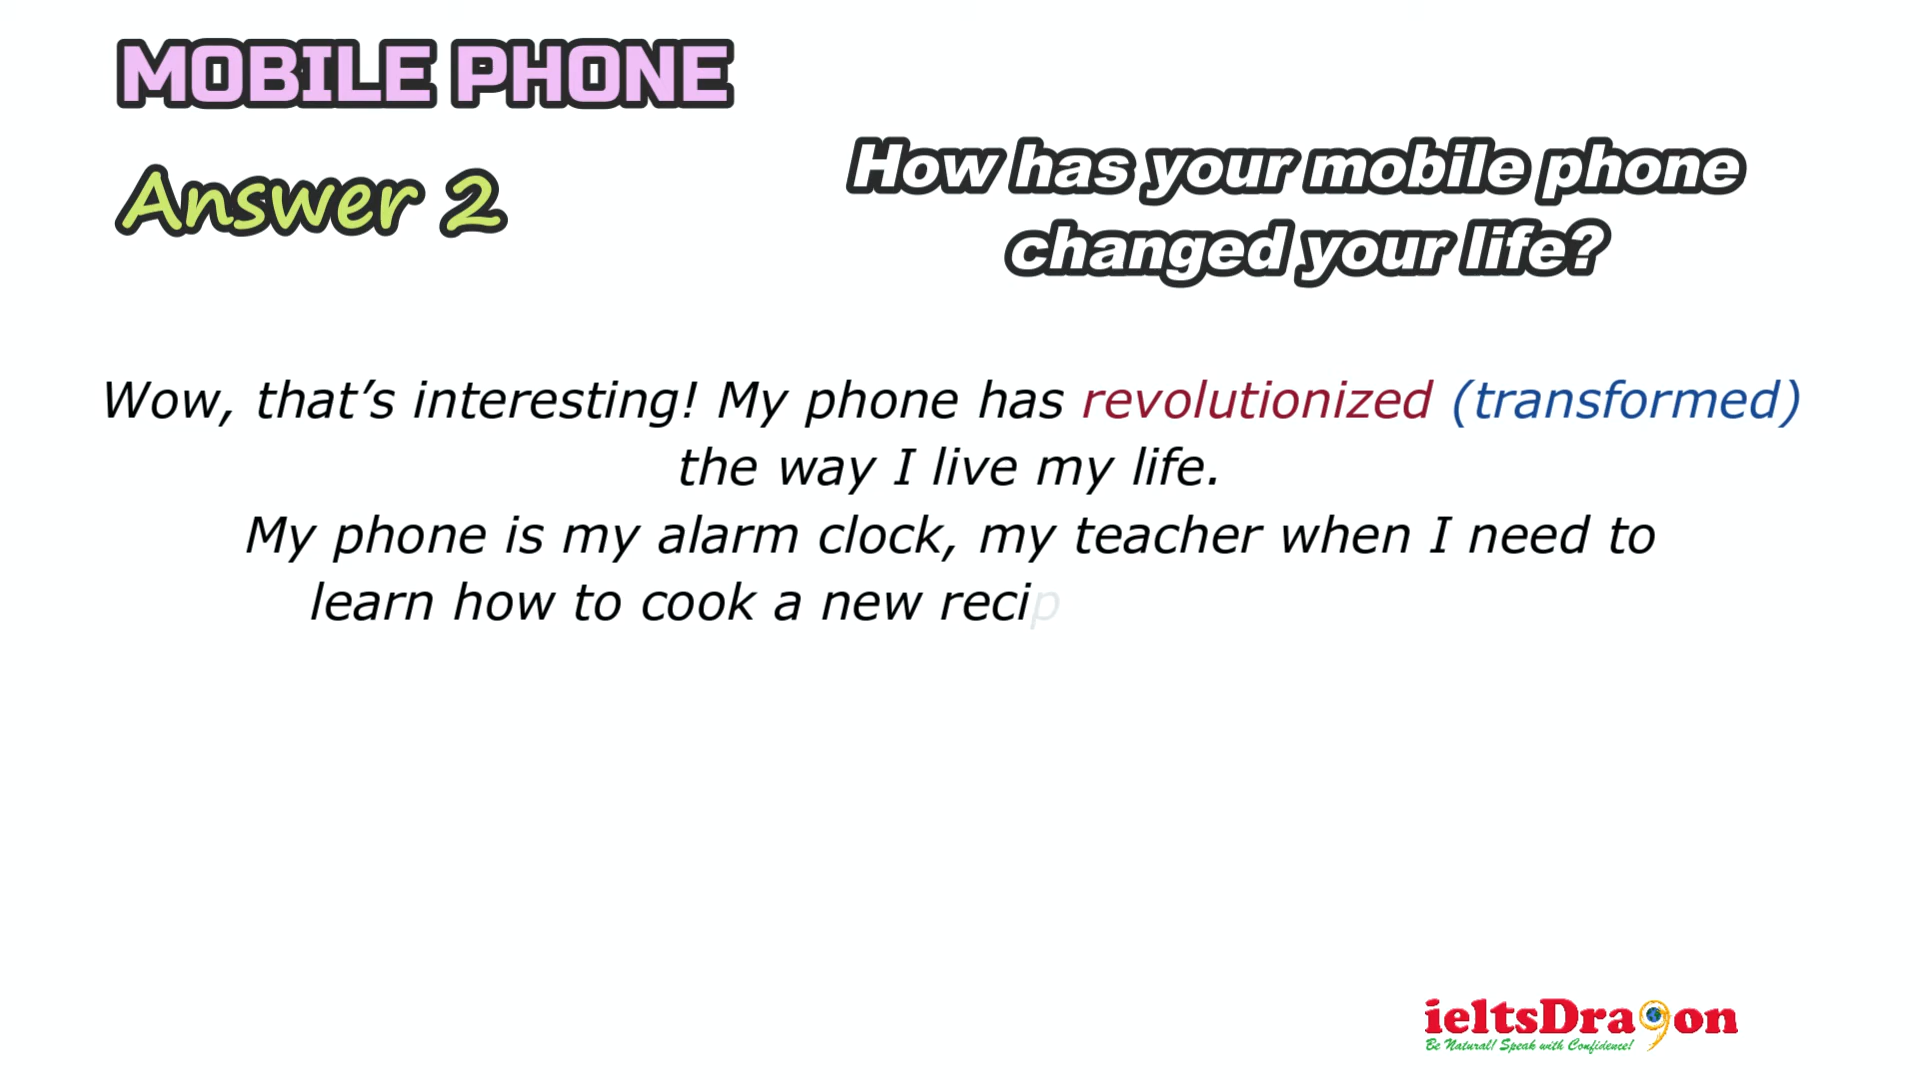 MOBILE PHONE
Answer 2
How has your mobile phone
changed your life?
Wow, that’s interesting! My phone has revolutionized (transformed)
the way I live my life.
My phone is my alarm clock, my teacher when I need to
learn how to cook a new recip
ieltsDragon
Be Natural! Speak with Confidence!